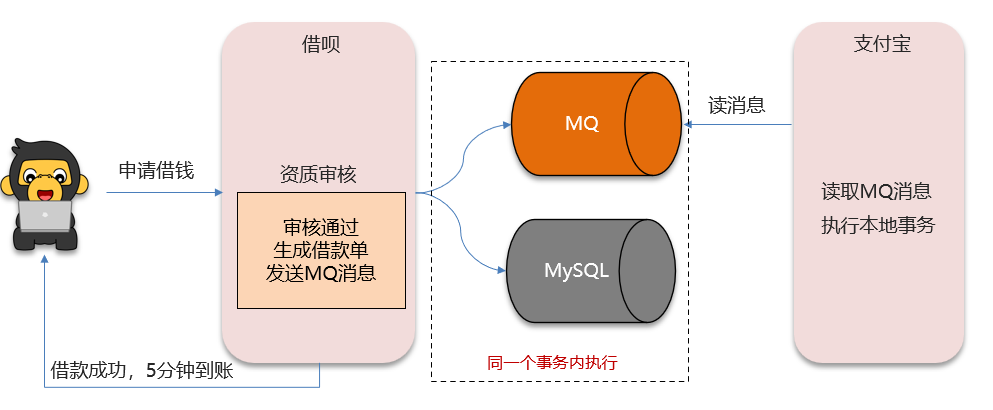 借呗
支付宝
MQ
读消息
申请借钱
资质审核
读取MQ消息
执行本地事务
审核通过
生成借款单
发送MQ消息
MySQL
同一个事务内执行
借款成功，5分钟到账